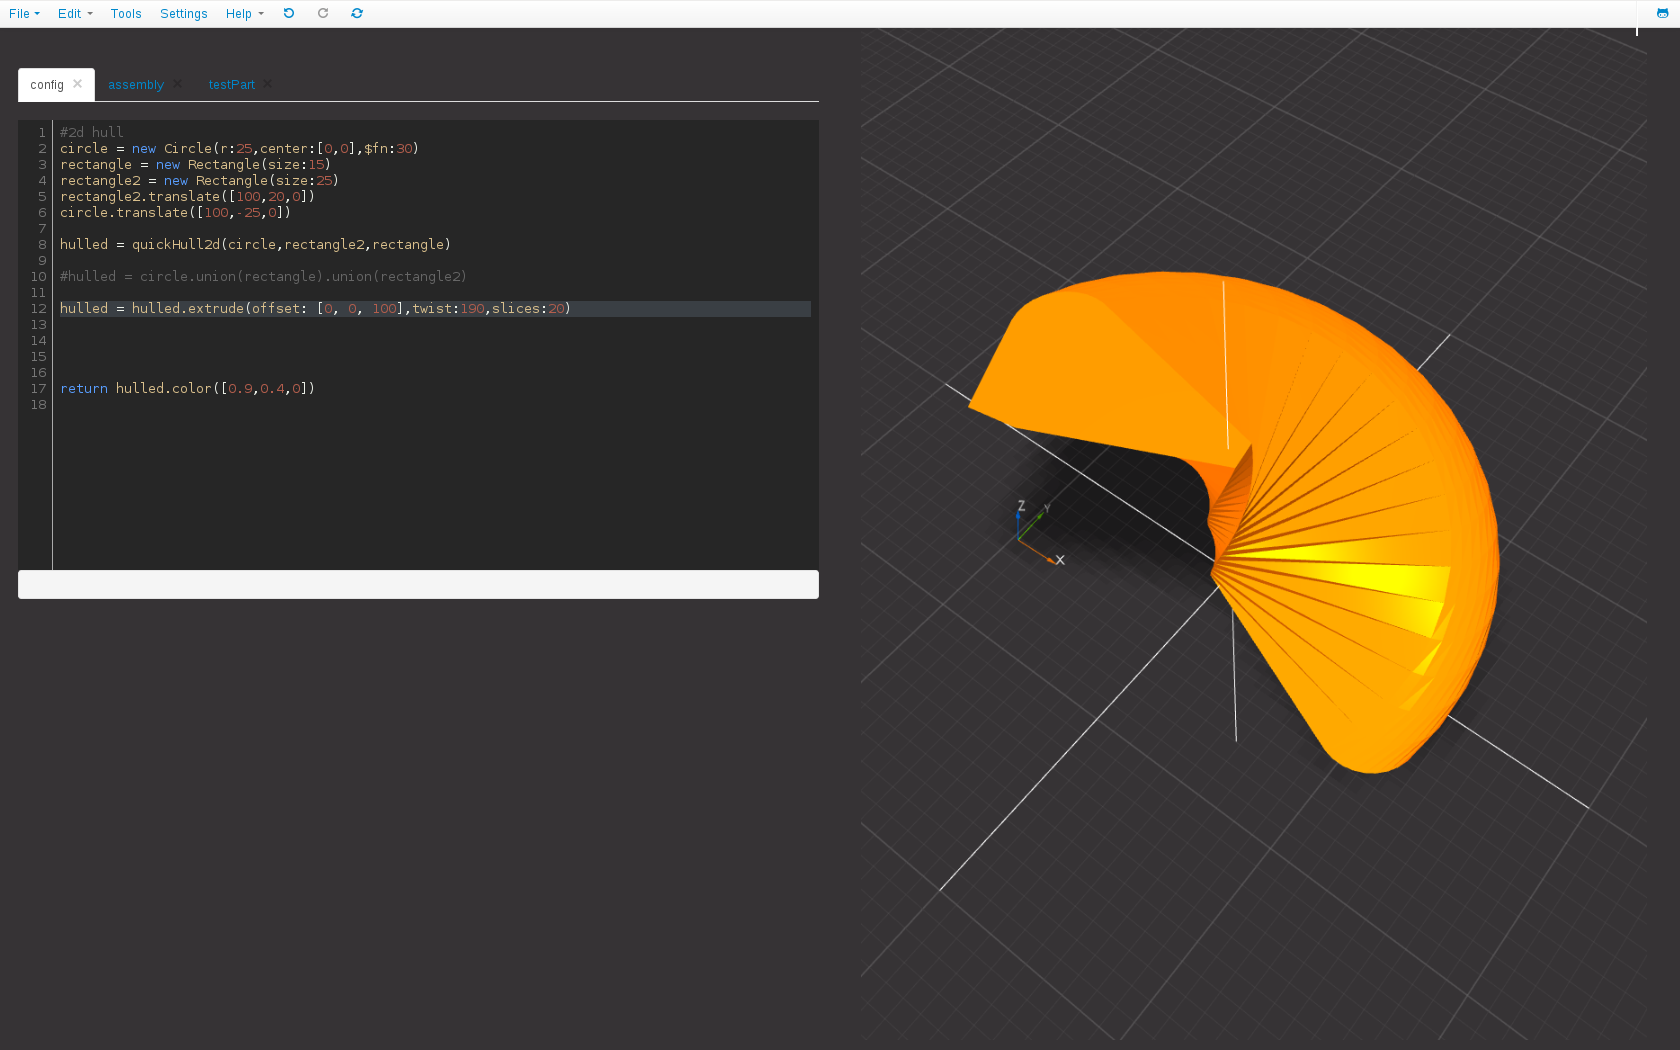 File Edit Tools Settings Help
config assembly testPart
1 #2d hull
2 circle = new Circle(r:25,center:[0,0],$fn:30)
3 rectangle = new Rectangle(size:15)
4 rectangle2 = new Rectangle(size:25)
5 rectangle2.translate([100,20,0])
6 circle.translate([100,-25,0])
7
8 hulled = quickHull2d(circle,rectangle2,rectangle)
9
10 #hulled = circle.union(rectangle).union(rectangle2)
11
12 hulled = hulled.extrude(offset: [0, 0, 100],twist:190,slices:20)
13
14
15
16
17 return hulled.color([0.9,0.4,0])
18
Z
Y
X